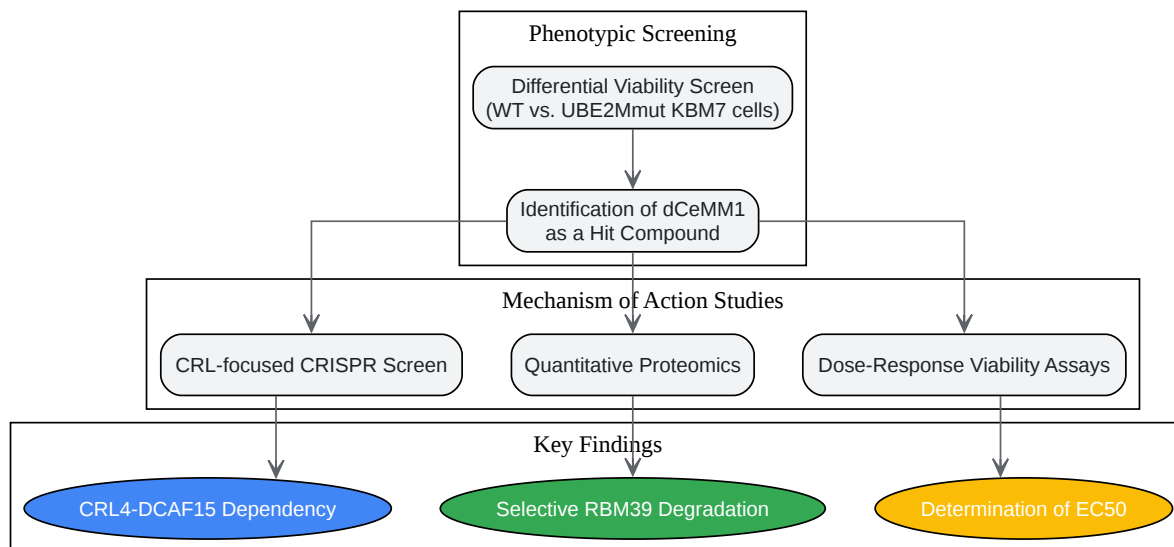 Phenotypic Screening
Differential Viability Screen
(WT vs. UBE2Mmut KBM7 cells)
Identification of dCeMM1
as a Hit Compound
Mechanism of Action Studies
CRL-focused CRISPR Screen
Quantitative Proteomics
Dose-Response Viability Assays
Key Findings
CRL4-DCAF15 Dependency
Selective RBM39 Degradation
Determination of EC50